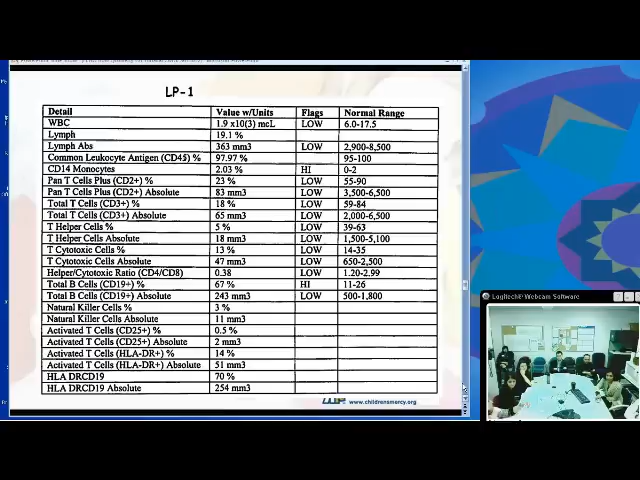 LP-1
Detail Value w/Units Flags Normal Range
WBC 1.9 x10(3) mcL LOW 6.0-17.5
Lymph 19.1 %
Lymph Abs 363 mm3 LOW 2,900-8,500
Common Leukocyte Antigen (CD45) % 97.97 % 95-100
CD14 Monocytes 2.03 % HI 0-2
Pan T Cells Plus (CD2+) % 23 % LOW 55-90
Pan T Cells Plus (CD2+) Absolute 83 mm3 LOW 3,500-6,500
Total T Cells (CD3+) % 18 % LOW 59-84
Total T Cells (CD3+) Absolute 65 mm3 LOW 2,000-6,500
T Helper Cells % 5 % LOW 39-63
T Helper Cells Absolute 18 mm3 LOW 1,500-5,100
T Cytotoxic Cells % 13 % LOW 14-35
T Cytotoxic Cells Absolute 47 mm3 LOW 650-2,500
Helper/Cytotoxic Ratio (CD4/CD8) 0.38 LOW 1.20-2.99
Total B Cells (CD19+) % 67 % HI 11-26
Total B Cells (CD19+) Absolute 243 mm3 LOW 500-1,800
Natural Killer Cells % 3 %
Natural Killer Cells Absolute 11 mm3
Activated T Cells (CD25+) % 0.5 %
Activated T Cells (CD25+) Absolute 2 mm3
Activated T Cells (HLA-DR+) % 14 %
Activated T Cells (HLA-DR+) Absolute 51 mm3
HLA DRCD19 70 %
HLA DRCD19 Absolute 254 mm3
www.childrensmercy.org
Logitech® Webcam Software